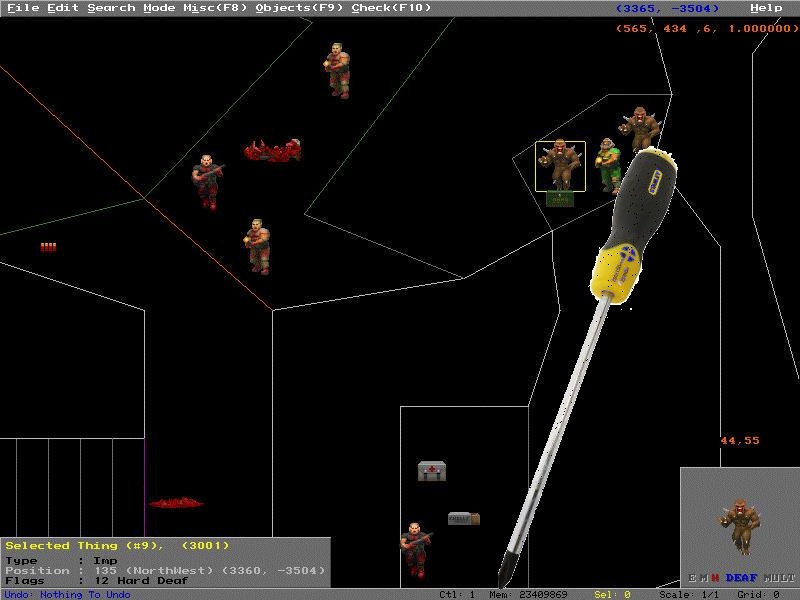 File Edit Search Mode Misc(F8) Objects(F9) Check(F10) (3365, -3504) Help
(565, 434 ,6, 1.000000)
44,55
Selected Thing (#9), (3001)
Type : Imp
Position : 135 (NorthWest) (3360, -3504)
Flags : 12 Hard Deaf
E M H DEAF MULT
Undo: Nothing To Undo Ctl: 1 Mem: 23409869 Sel: 0 Scale: 1/1 Grid: 0